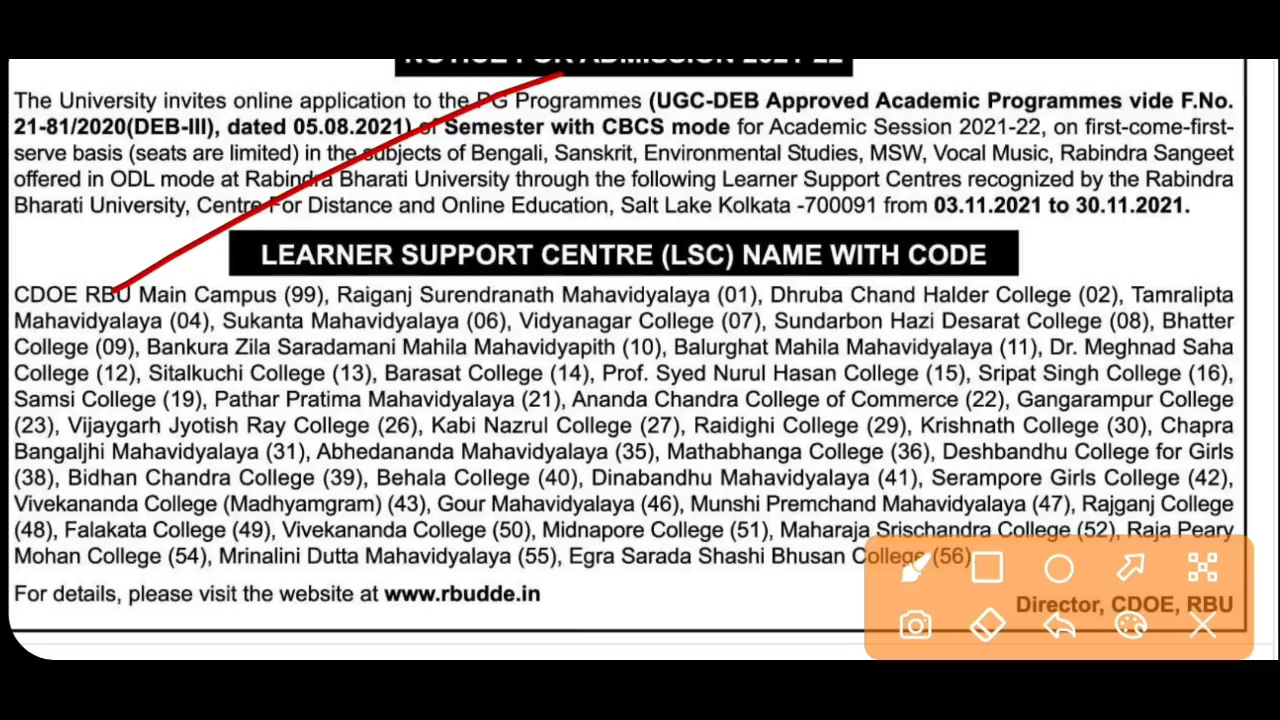 NOTICE FOR ADMISSION 2021-22
The University invites online application to the PG Programmes (UGC-DEB Approved Academic Programmes vide F.No.
21-81/2020(DEB-III), dated 05.08.2021) of Semester with CBCS mode for Academic Session 2021-22, on first-come-first-
serve basis (seats are limited) in the subjects of Bengali, Sanskrit, Environmental Studies, MSW, Vocal Music, Rabindra Sangeet
offered in ODL mode at Rabindra Bharati University through the following Learner Support Centres recognized by the Rabindra
Bharati University, Centre For Distance and Online Education, Salt Lake Kolkata -700091 from 03.11.2021 to 30.11.2021.
LEARNER SUPPORT CENTRE (LSC) NAME WITH CODE
CDOE RBU Main Campus (99), Raiganj Surendranath Mahavidyalaya (01), Dhruba Chand Halder College (02), Tamralipta
Mahavidyalaya (04), Sukanta Mahavidyalaya (06), Vidyanagar College (07), Sundarbon Hazi Desarat College (08), Bhatter
College (09), Bankura Zila Saradamani Mahila Mahavidyapith (10), Balurghat Mahila Mahavidyalaya (11), Dr. Meghnad Saha
College (12), Sitalkuchi College (13), Barasat College (14), Prof. Syed Nurul Hasan College (15), Sripat Singh College (16),
Samsi College (19), Pathar Pratima Mahavidyalaya (21), Ananda Chandra College of Commerce (22), Gangarampur College
(23), Vijaygarh Jyotish Ray College (26), Kabi Nazrul College (27), Raidighi College (29), Krishnath College (30), Chapra
Bangaljhi Mahavidyalaya (31), Abhedananda Mahavidyalaya (35), Mathabhanga College (36), Deshbandhu College for Girls
(38), Bidhan Chandra College (39), Behala College (40), Dinabandhu Mahavidyalaya (41), Serampore Girls College (42),
Vivekananda College (Madhyamgram) (43), Gour Mahavidyalaya (46), Munshi Premchand Mahavidyalaya (47), Rajganj College
(48), Falakata College (49), Vivekananda College (50), Midnapore College (51), Maharaja Srischandra College (52), Raja Peary
Mohan College (54), Mrinalini Dutta Mahavidyalaya (55), Egra Sarada Shashi Bhusan College (56)
For details, please visit the website at www.rbudde.in
Director, CDOE, RBU